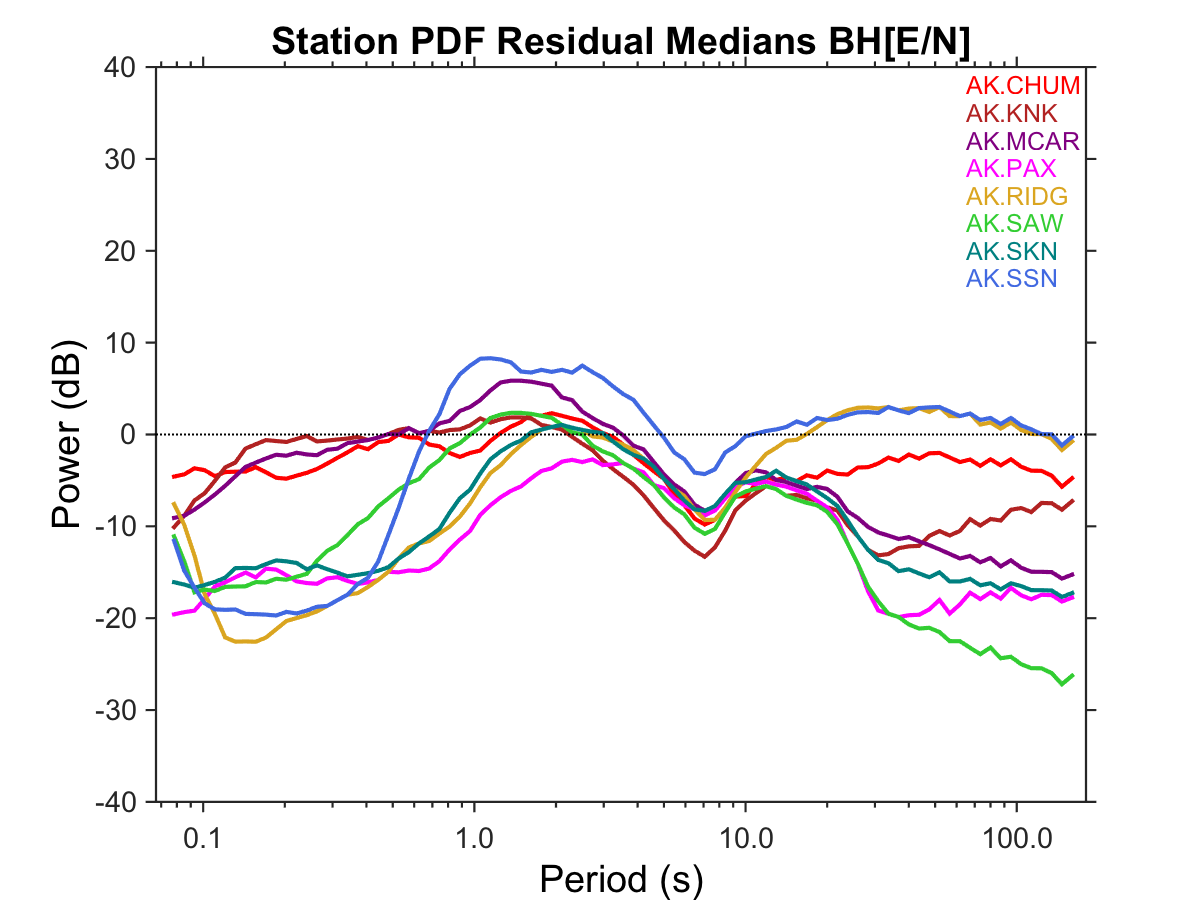 Station PDF Residual Medians BH[E/N]
40
30
20
10
0
-10
-20
-30
-40
Power (dB)
AK.CHUM
AK.KNK
AK.MCAR
AK.PAX
AK.RIDG
AK.SAW
AK.SKN
AK.SSN
0.1
1.0
10.0
100.0
Period (s)